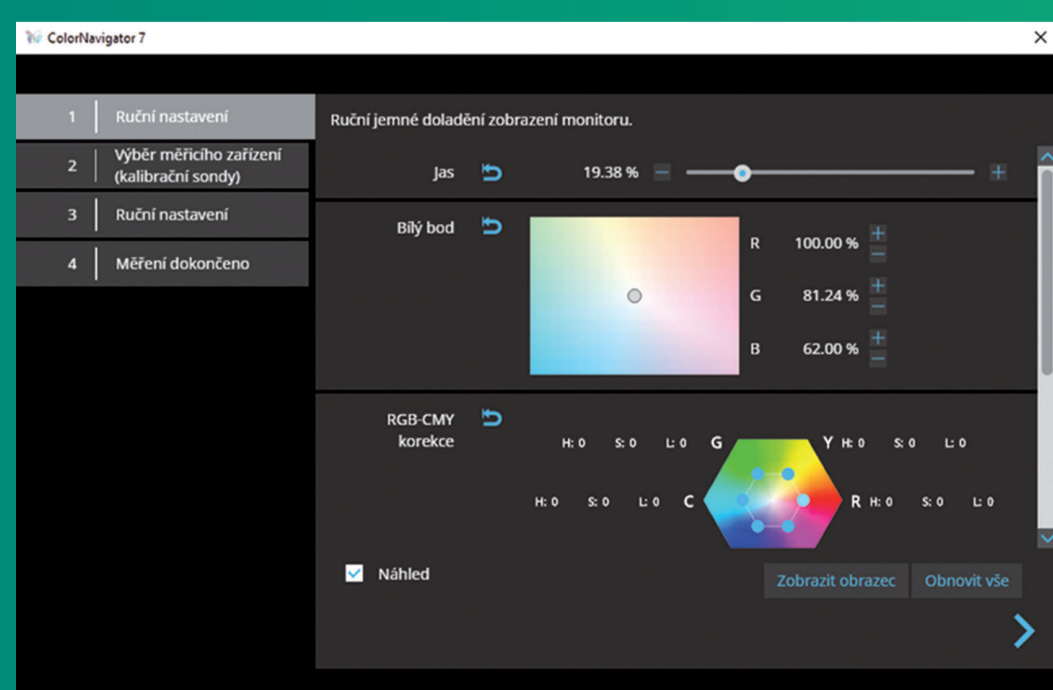 ColorNavigator 7
1 Ruční nastavení
2 Výběr měřicího zařízení
(kalibrační sondy)
3 Ruční nastavení
4 Měření dokončeno
Ruční jemné doladění zobrazení monitoru.
Jas 19.38 %
Bílý bod
R 100.00 %
G 81.24 %
B 62.00 %
RGB-CMY
korekce
H: 0 S: 0 L: 0 G Y H: 0 S: 0 L: 0
H: 0 S: 0 L: 0 C R H: 0 S: 0 L: 0
Náhled
Zobrazit obrazec Obnovit vše